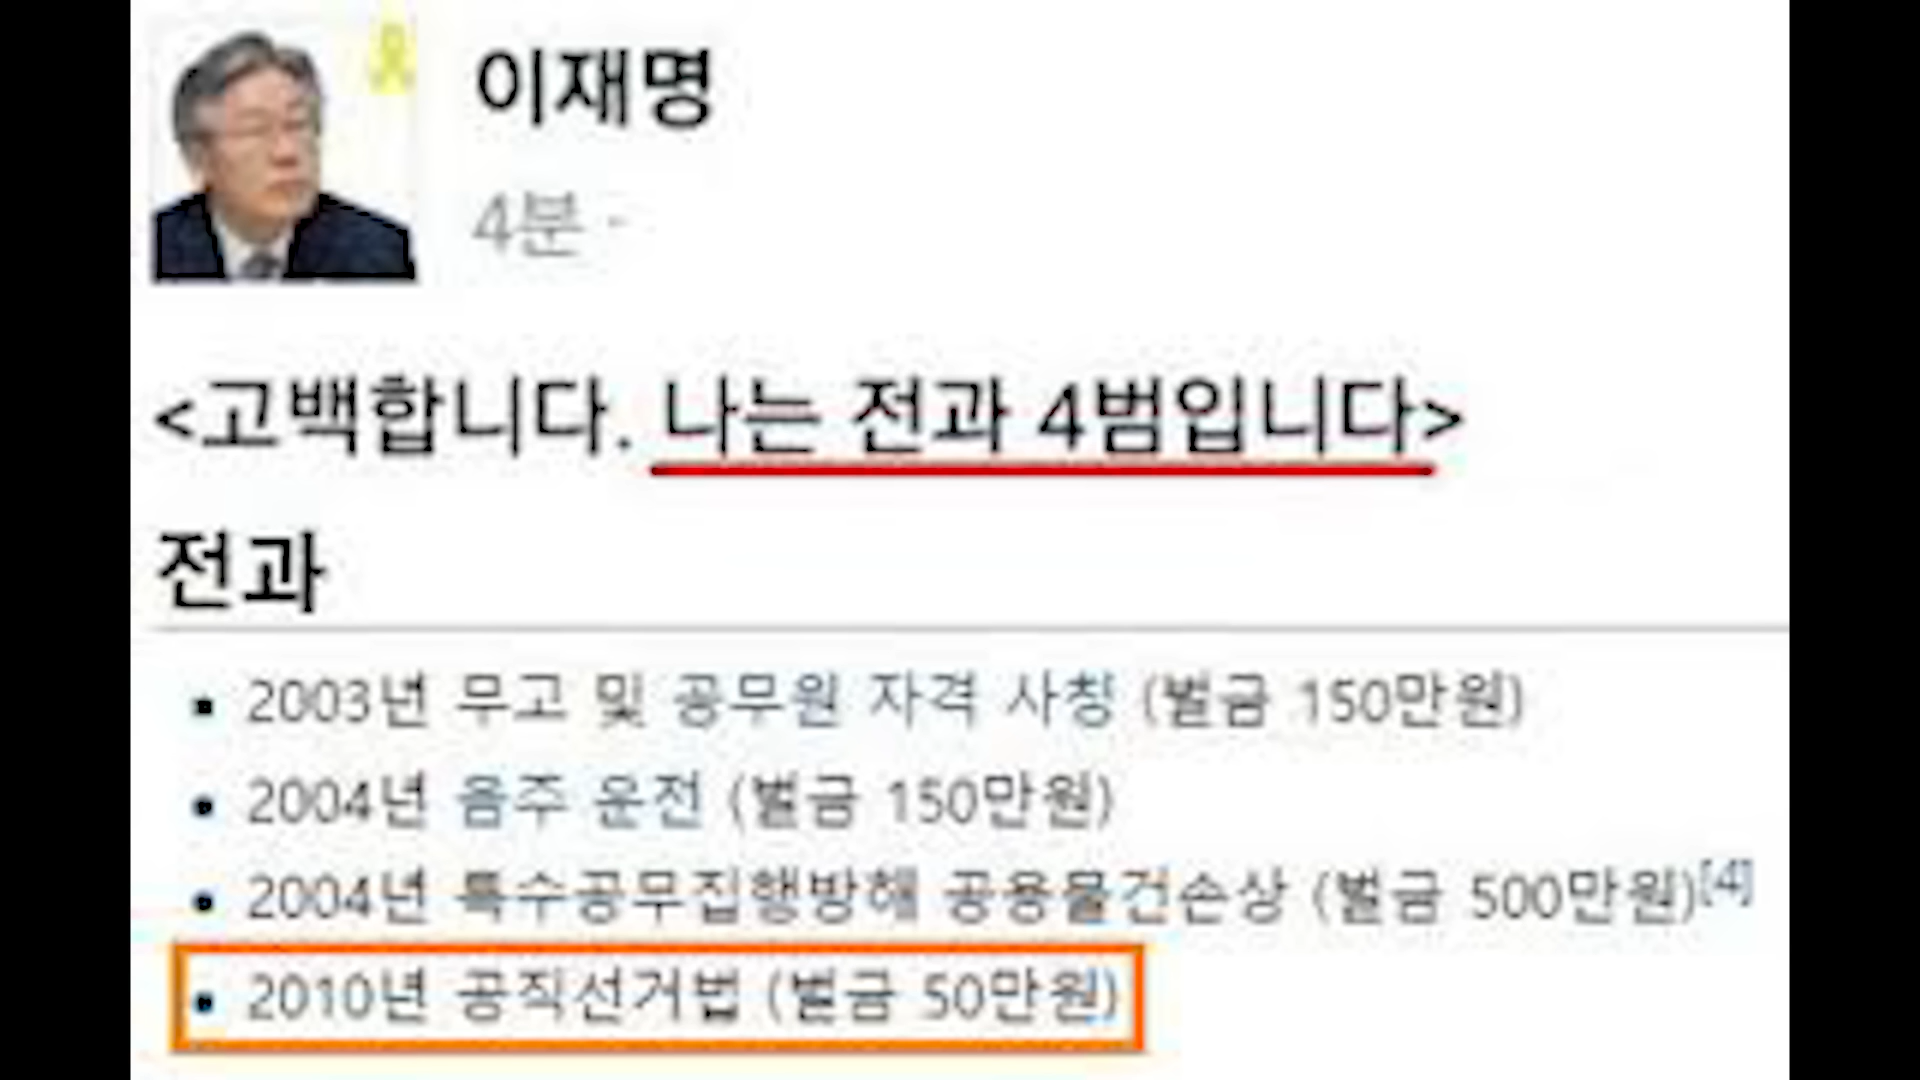 이재명
4분 ·
<고백합니다. 나는 전과 4범입니다>
전과
2003년 무고 및 공무원 자격 사칭 (벌금 150만원)
2004년 음주 운전 (벌금 150만원)
2004년 특수공무집행방해 공용물건손상 (벌금 500만원)[4]
2010년 공직선거법 (벌금 50만원)